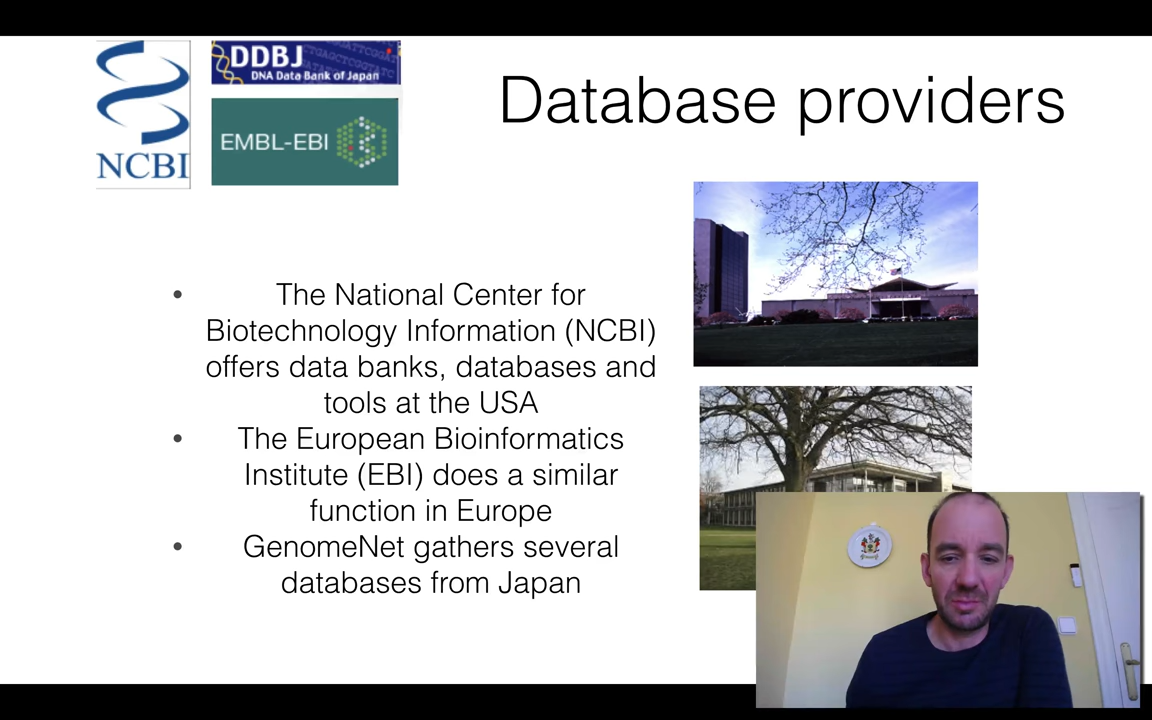 NCBI
DDBJ
DNA Data Bank of Japan
EMBL-EBI
Database providers
• The National Center for
Biotechnology Information (NCBI)
offers data banks, databases and
tools at the USA
• The European Bioinformatics
Institute (EBI) does a similar
function in Europe
• GenomeNet gathers several
databases from Japan